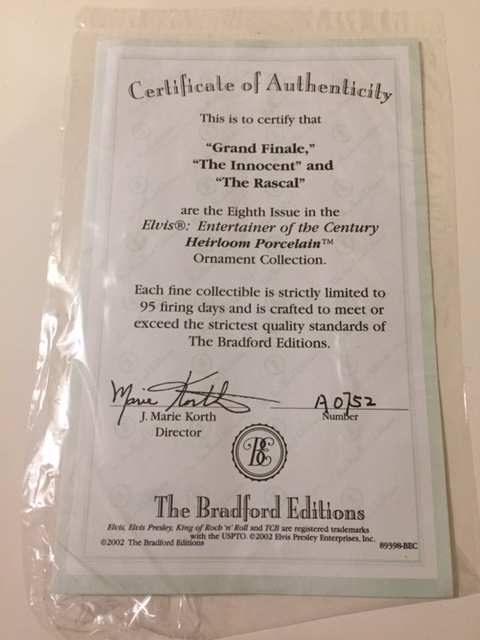 Certificate of Authenticity
This is to certify that
“Grand Finale,”
“The Innocent” and
“The Rascal”
are the Eighth Issue in the
Elvis®: Entertainer of the Century
Heirloom Porcelain™
Ornament Collection.
Each fine collectible is strictly limited to
95 firing days and is crafted to meet or
exceed the strictest quality standards of
The Bradford Editions.
Marie Korth
A0752
J. Marie Korth
Number
Director
BE
The Bradford Editions
Elvis, Elvis Presley, King of Rock 'n' Roll and TCB are registered trademarks
with the USPTO. ©2002 Elvis Presley Enterprises, Inc.
©2002 The Bradford Editions
89398-BEC